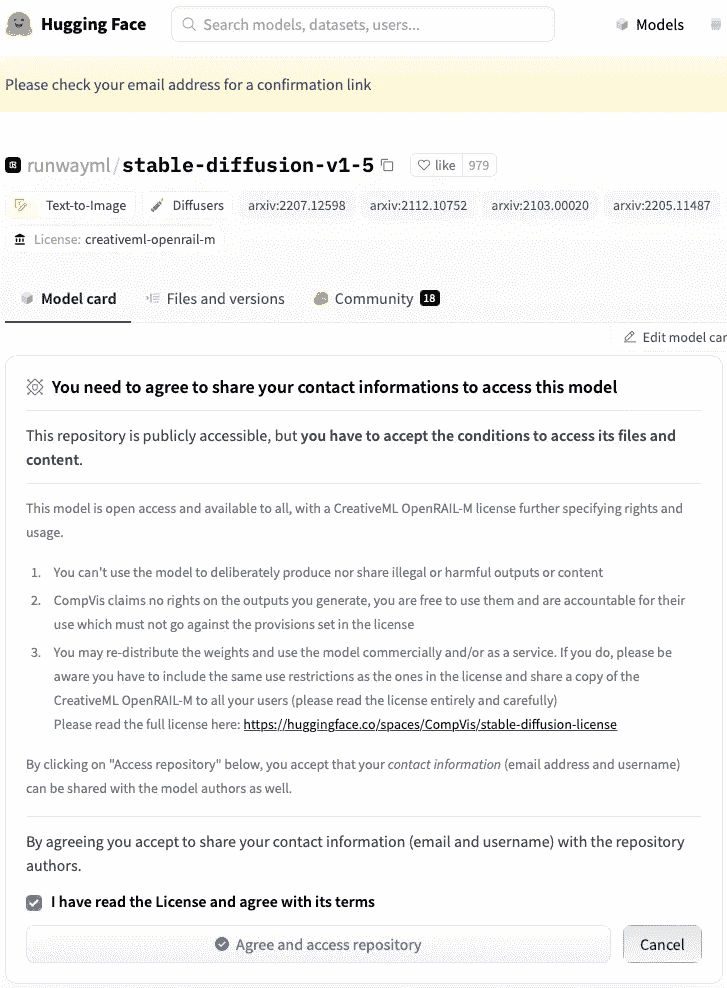 Hugging Face
Search models, datasets, users...
Models
Please check your email address for a confirmation link
runwayml/stable-diffusion-v1-5
like 979
Text-to-Image Diffusers arxiv:2207.12598 arxiv:2112.10752 arxiv:2103.00020 arxiv:2205.11487
License: creativeml-openrail-m
Model card Files and versions Community 18
Edit model car
You need to agree to share your contact informations to access this model
This repository is publicly accessible, but you have to accept the conditions to access its files and
content.
This model is open access and available to all, with a CreativeML OpenRAIL-M license further specifying rights and
usage.
1. You can't use the model to deliberately produce nor share illegal or harmful outputs or content
2. CompVis claims no rights on the outputs you generate, you are free to use them and are accountable for their
use which must not go against the provisions set in the license
3. You may re-distribute the weights and use the model commercially and/or as a service. If you do, please be
aware you have to include the same use restrictions as the ones in the license and share a copy of the
CreativeML OpenRAIL-M to all your users (please read the license entirely and carefully)
Please read the full license here: https://huggingface.co/spaces/CompVis/stable-diffusion-license
By clicking on "Access repository" below, you accept that your contact information (email address and username)
can be shared with the model authors as well.
By agreeing you accept to share your contact information (email and username) with the repository
authors.
I have read the License and agree with its terms
Agree and access repository
Cancel